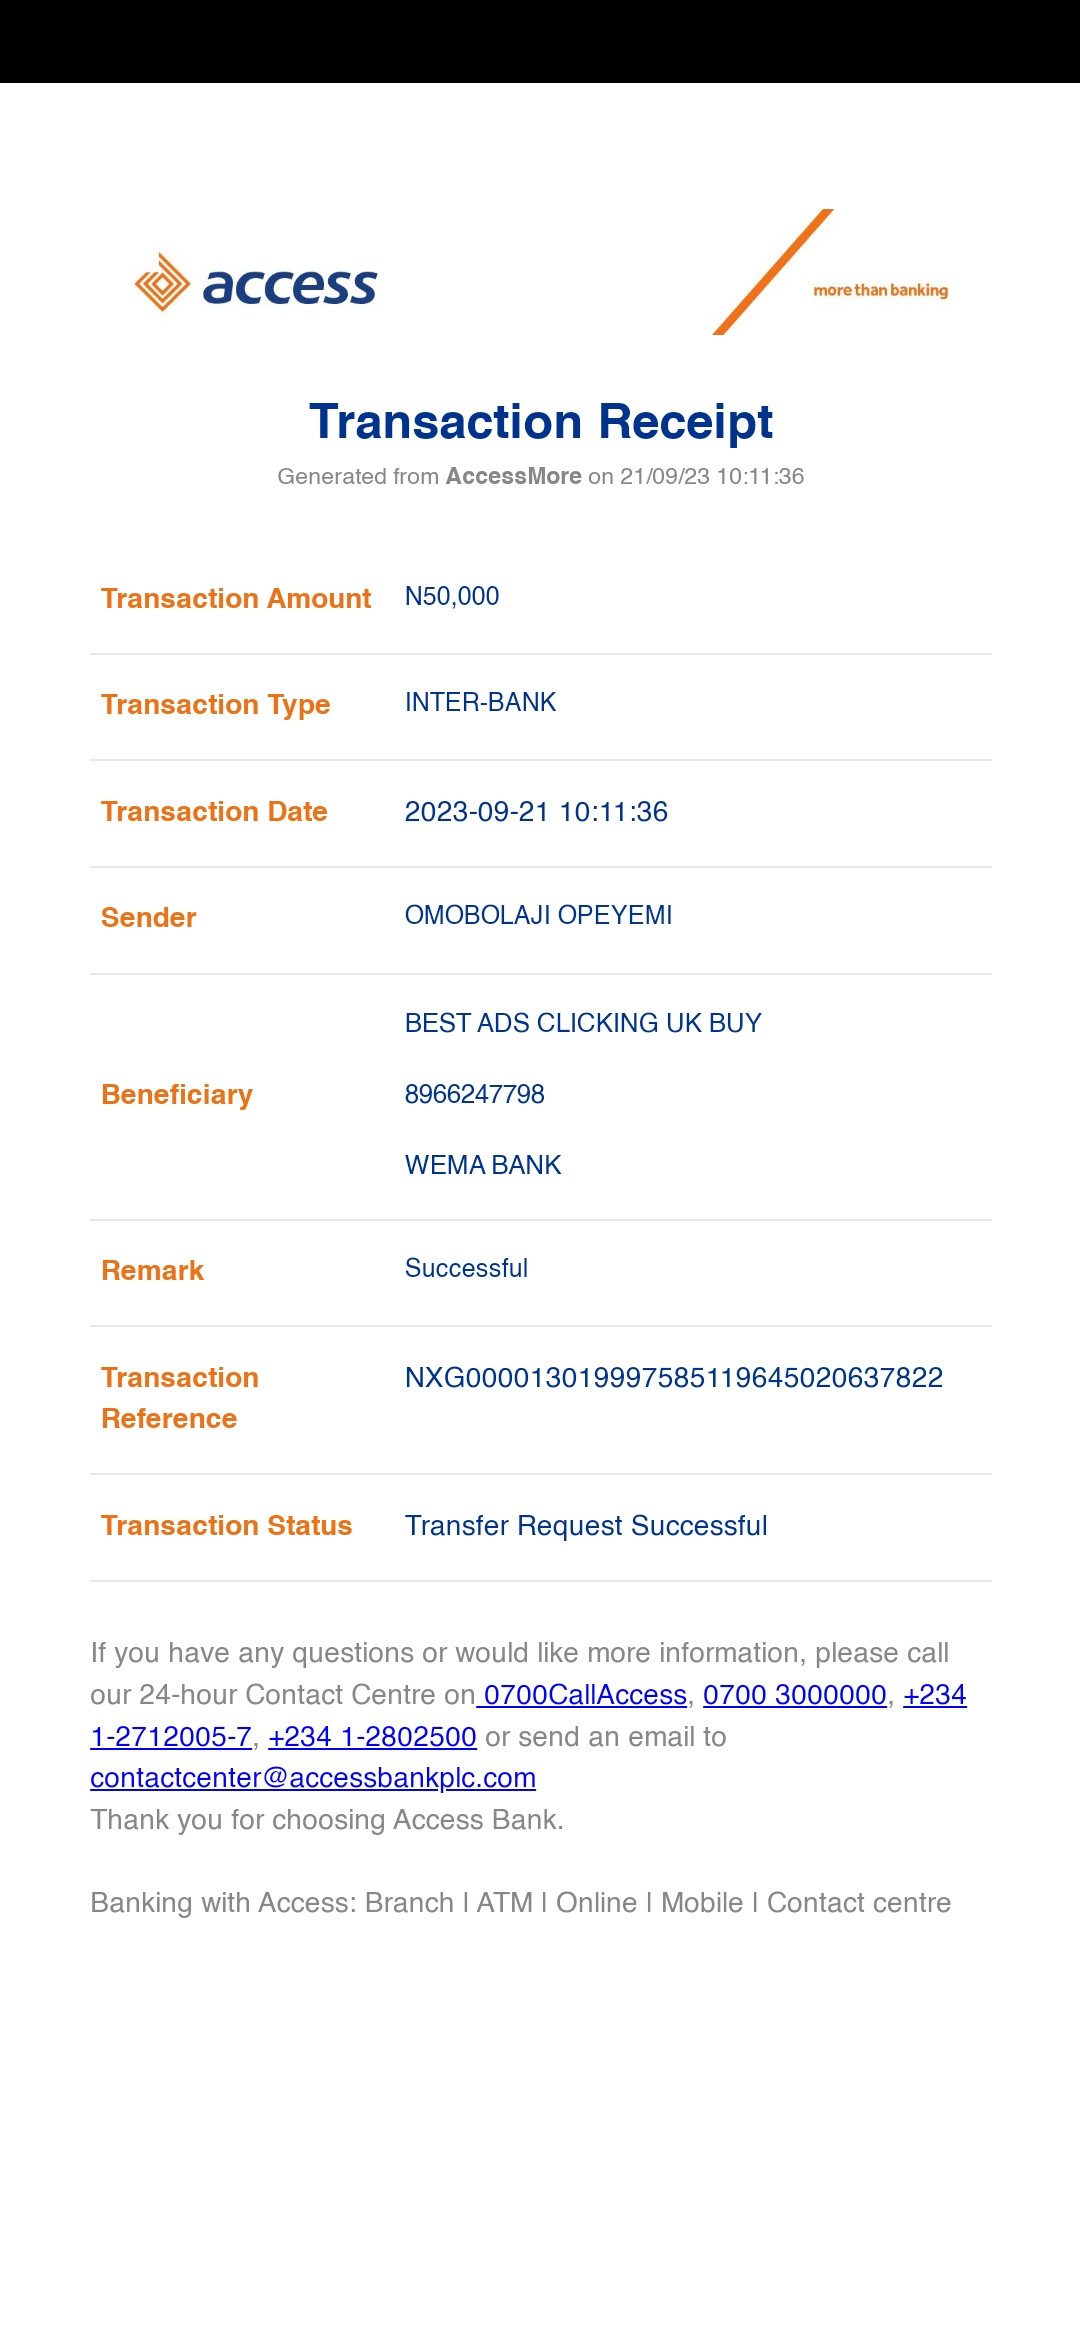 access
more than banking
Transaction Receipt
Generated from AccessMore on 21/09/23 10:11:36
Transaction Amount N50,000
Transaction Type INTER-BANK
Transaction Date 2023-09-21 10:11:36
Sender OMOBOLAJI OPEYEMI
BEST ADS CLICKING UK BUY
Beneficiary 8966247798
WEMA BANK
Remark Successful
Transaction NXG000013019997585119645020637822
Reference
Transaction Status Transfer Request Successful
If you have any questions or would like more information, please call
our 24-hour Contact Centre on 0700CallAccess, 0700 3000000, +234
1-2712005-7, +234 1-2802500 or send an email to
contactcenter@accessbankplc.com
Thank you for choosing Access Bank.
Banking with Access: Branch | ATM | Online | Mobile | Contact centre